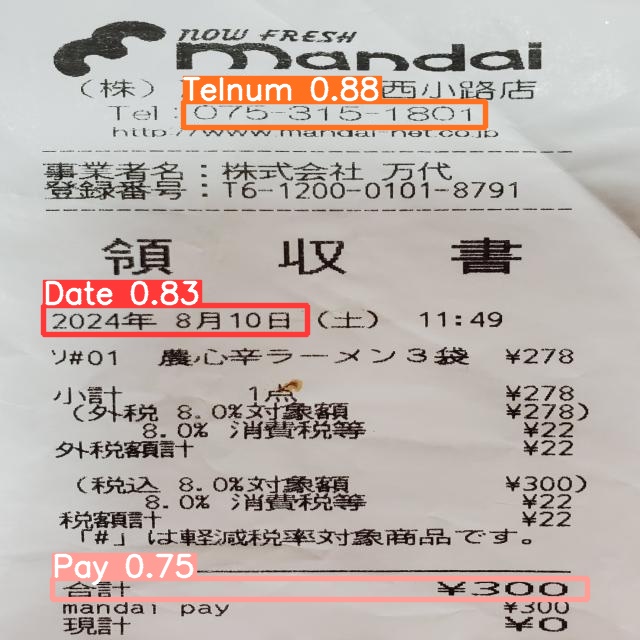 now FRESH
mandai
Telnum 0.88
(株) 西小路店
Tel : 075-315-1801
http://www.mandai-net.co.jp
事業者名:株式会社 万代
登録番号:T6-1200-0101-8791
領 収 書
Date 0.83
2024年 8月10日(土) 11:49
ソ#01 農心辛ラーメン3袋 ¥278
小計 1点 ¥278
(外税 8.0%対象額 ¥278)
8.0% 消費税等 ¥22
外税額計 ¥22
(税込 8.0%対象額 ¥300)
8.0% 消費税等 ¥22
税額計 ¥22
「#」は軽減税率対象商品です。
Pay 0.75
合計 ¥300
mandai pay ¥300
現計 ¥0